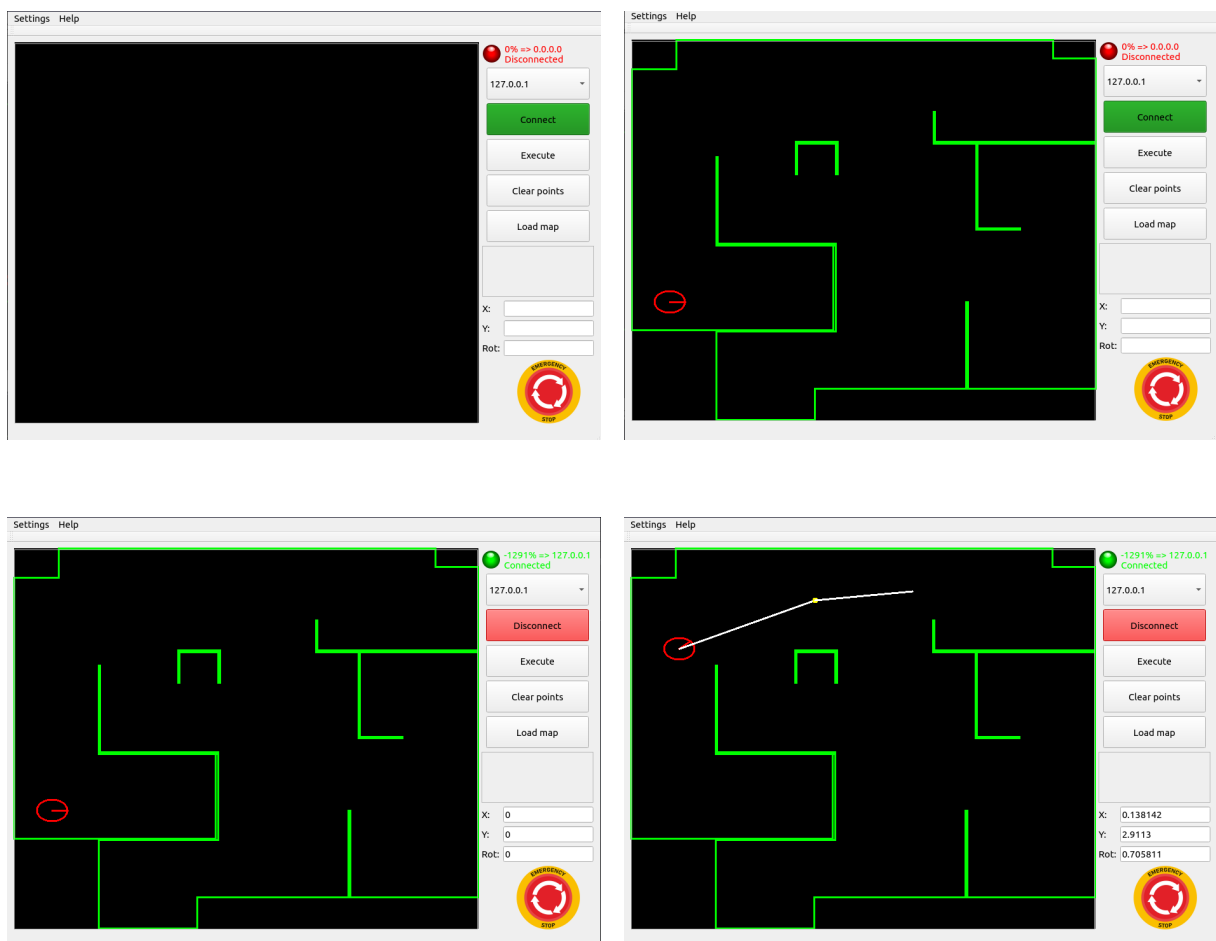 Settings Help
0% => 0.0.0.0
Disconnected
127.0.0.1
Connect
Execute
Clear points
Load map
X:
Y:
Rot:
EMERGENCY
STOP
Settings Help
0% => 0.0.0.0
Disconnected
127.0.0.1
Connect
Execute
Clear points
Load map
X:
Y:
Rot:
EMERGENCY
STOP
Settings Help
-1291% => 127.0.0.1
Connected
127.0.0.1
Disconnect
Execute
Clear points
Load map
X: 0
Y: 0
Rot: 0
EMERGENCY
STOP
Settings Help
-1291% => 127.0.0.1
Connected
127.0.0.1
Disconnect
Execute
Clear points
Load map
X: 0.138142
Y: 2.9113
Rot: 0.705811
EMERGENCY
STOP